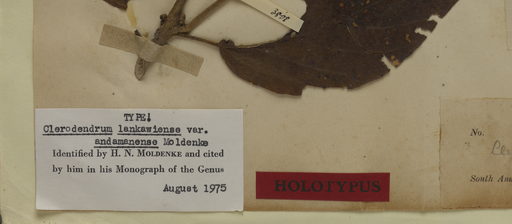 3808
TYPE!
Clerodendrum lankawiense var.
andamanense Moldenke
Identified by H. N. MOLDENKE and cited
by him in his Monograph of the Genus
August 1975
HOLOTYPUS
No.
South